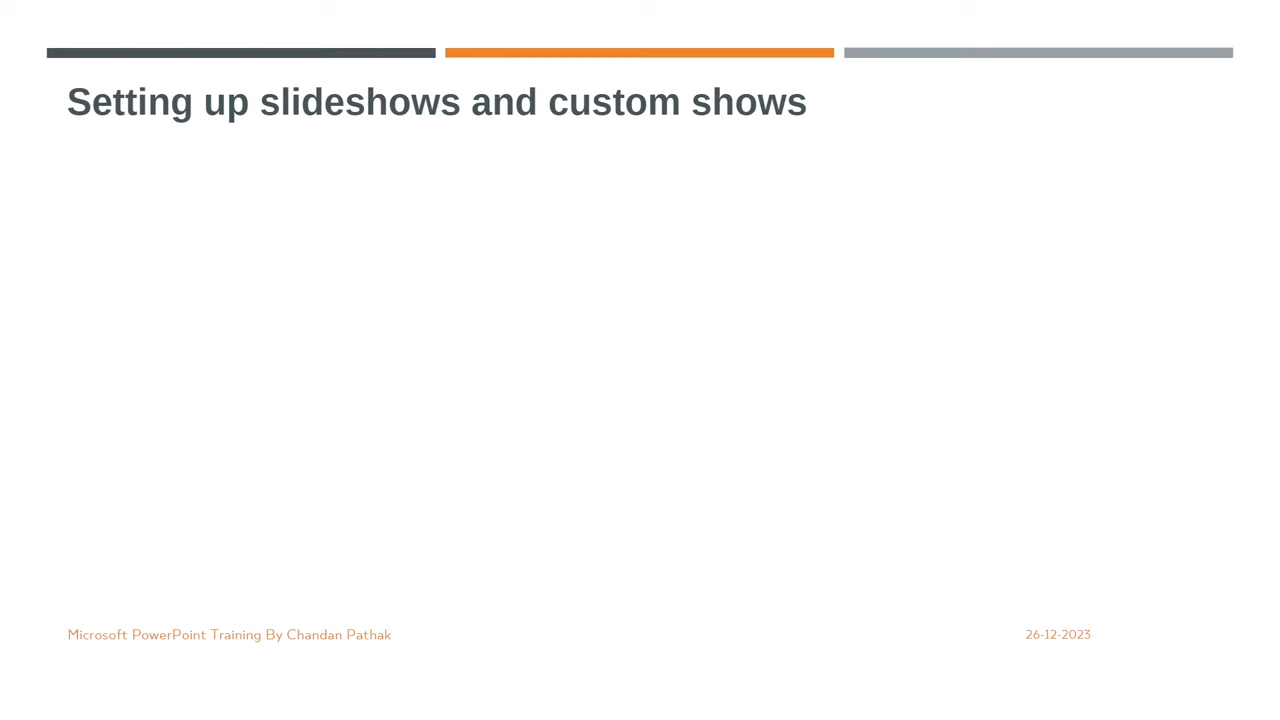 Setting up slideshows and custom shows
Microsoft PowerPoint Training By Chandan Pathak
26-12-2023